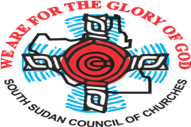 WE ARE FOR THE GLORY OF GOD
SOUTH SUDAN COUNCIL OF CHURCHES